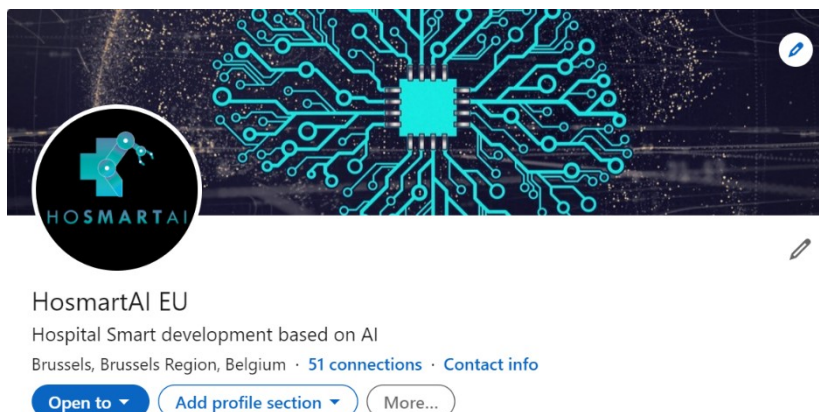 HOSMARTAI
HosmartAI EU
Hospital Smart development based on AI
Brussels, Brussels Region, Belgium · 51 connections · Contact info
Open to Add profile section More...